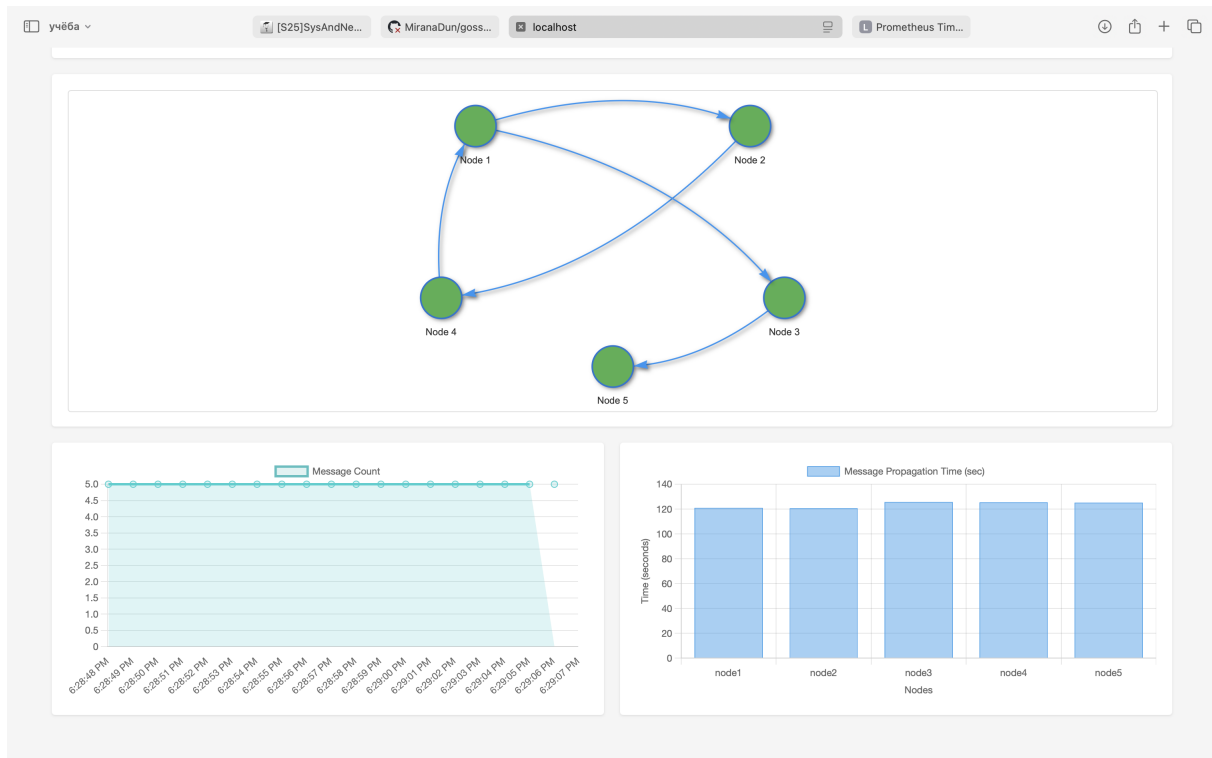 учёба
[S25]SysAndNe...
MiranaDun/goss...
localhost
L Prometheus Tim...
Node 1
Node 2
Node 4
Node 3
Node 5
Message Count
5.0
4.5
4.0
3.5
3.0
2.5
2.0
1.5
1.0
0.5
0
6:28:48 PM
6:28:49 PM
6:28:50 PM
6:28:51 PM
6:28:52 PM
6:28:53 PM
6:28:54 PM
6:28:55 PM
6:28:56 PM
6:28:57 PM
6:28:58 PM
6:28:59 PM
6:29:00 PM
6:29:01 PM
6:29:02 PM
6:29:03 PM
6:29:04 PM
6:29:05 PM
6:29:06 PM
6:29:07 PM
Message Propagation Time (sec)
Time (seconds)
140
120
100
80
60
40
20
0
node1
node2
node3
node4
node5
Nodes